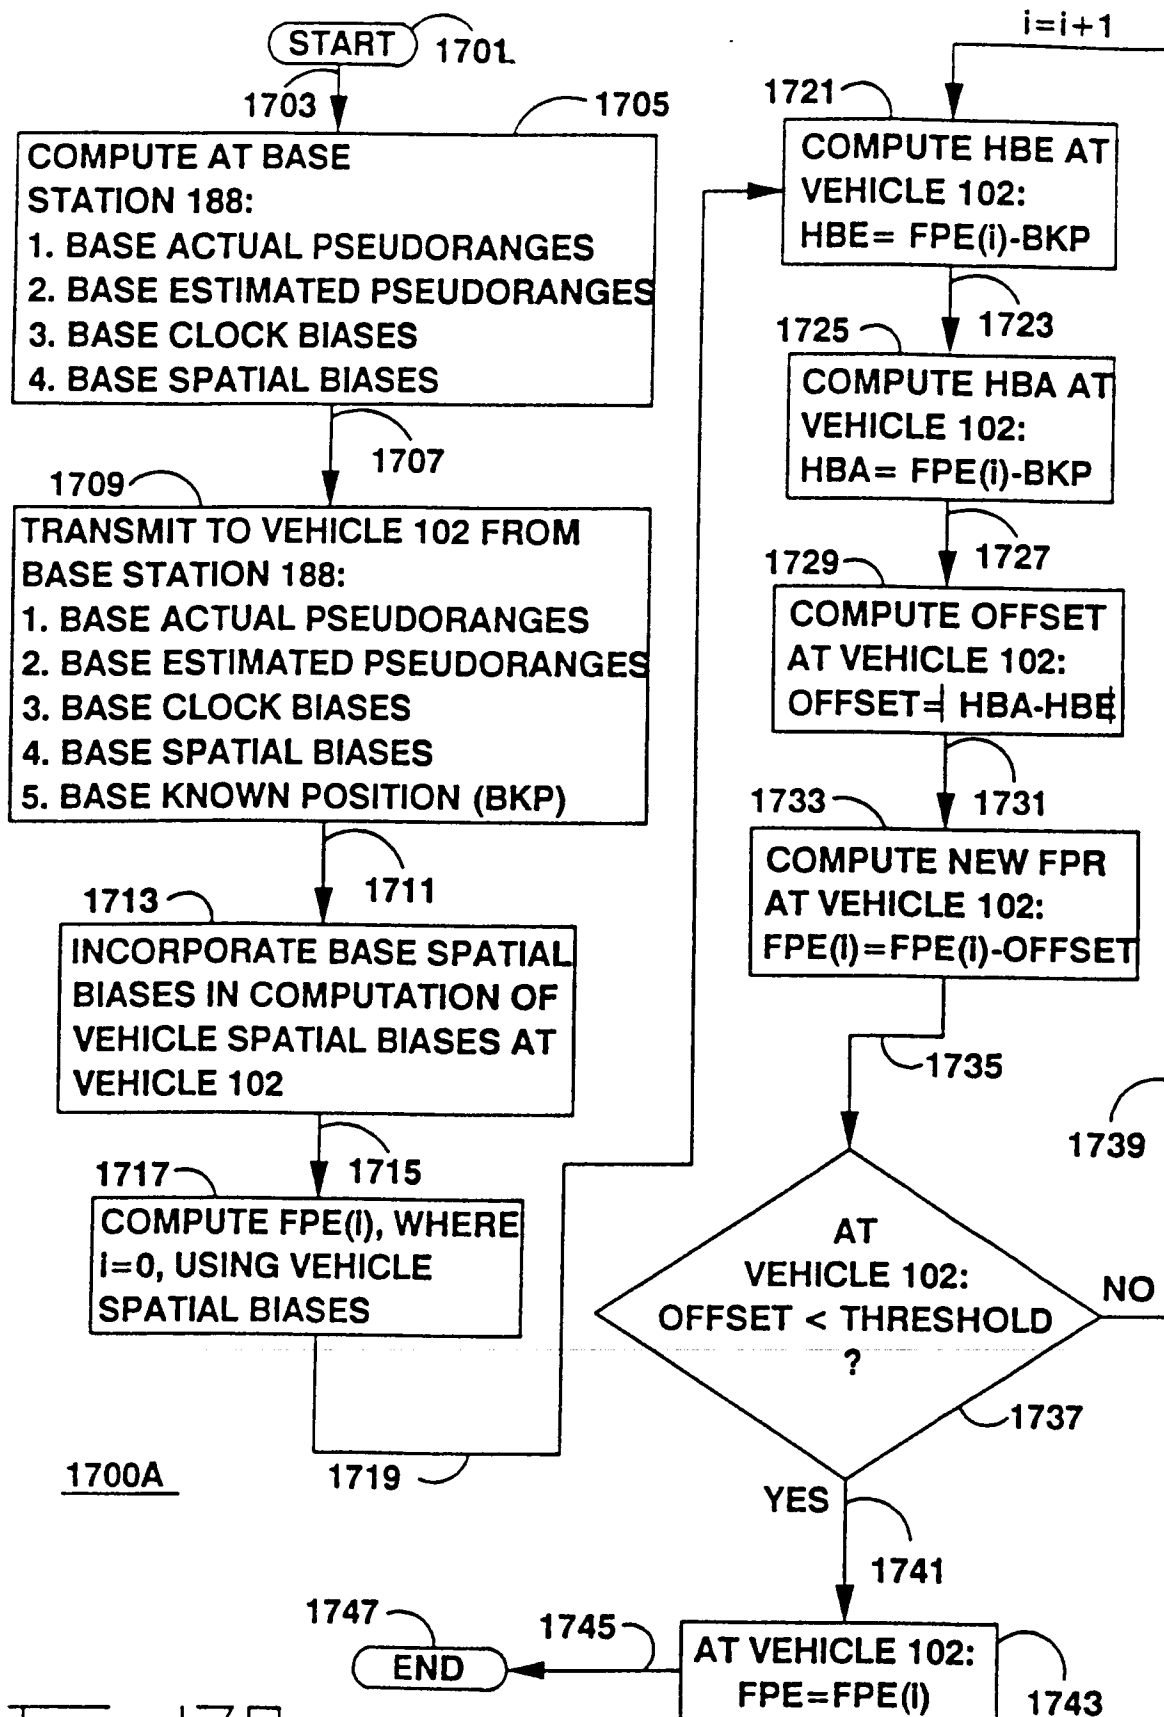 START 1701
1703
1705
COMPUTE AT BASE
STATION 188:
1. BASE ACTUAL PSEUDORANGES
2. BASE ESTIMATED PSEUDORANGES
3. BASE CLOCK BIASES
4. BASE SPATIAL BIASES
1707
1709
TRANSMIT TO VEHICLE 102 FROM
BASE STATION 188:
1. BASE ACTUAL PSEUDORANGES
2. BASE ESTIMATED PSEUDORANGES
3. BASE CLOCK BIASES
4. BASE SPATIAL BIASES
5. BASE KNOWN POSITION (BKP)
1711
1713
INCORPORATE BASE SPATIAL
BIASES IN COMPUTATION OF
VEHICLE SPATIAL BIASES AT
VEHICLE 102
1715
1717
COMPUTE FPE(i), WHERE
i=0, USING VEHICLE
SPATIAL BIASES
1719
1700A
i=i+1
1721
COMPUTE HBE AT
VEHICLE 102:
HBE= FPE(i)-BKP
1723
1725
COMPUTE HBA AT
VEHICLE 102:
HBA= FPE(i)-BKP
1727
1729
COMPUTE OFFSET
AT VEHICLE 102:
OFFSET=| HBA-HBE|
1731
1733
COMPUTE NEW FPR
AT VEHICLE 102:
FPE(i)=FPE(i)-OFFSET
1735
1739
AT
VEHICLE 102:
OFFSET < THRESHOLD
?
NO
1737
YES
1741
1743
AT VEHICLE 102:
FPE=FPE(i)
1745
1747
END